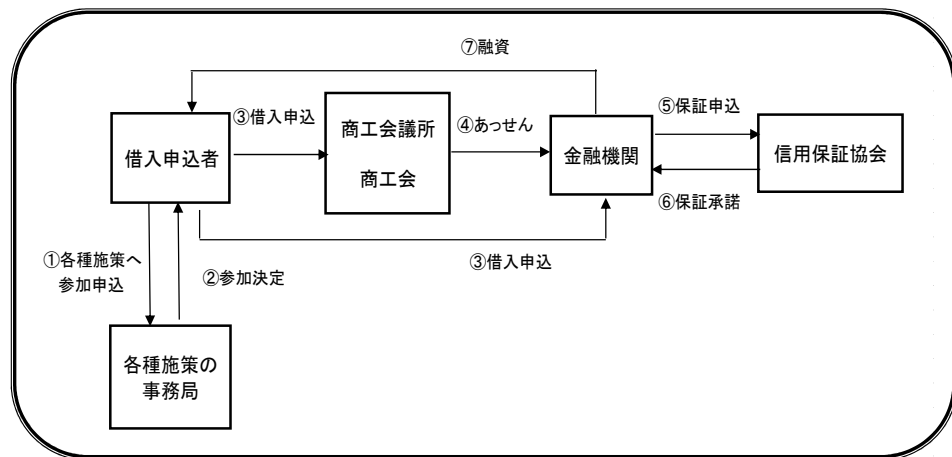 ⑦融資
③借入申込
商工会議所
商工会
④あっせん
⑤保証申込
借入申込者
金融機関
信用保証協会
⑥保証承諾
①各種施策へ
参加申込
②参加決定
③借入申込
各種施策の
事務局